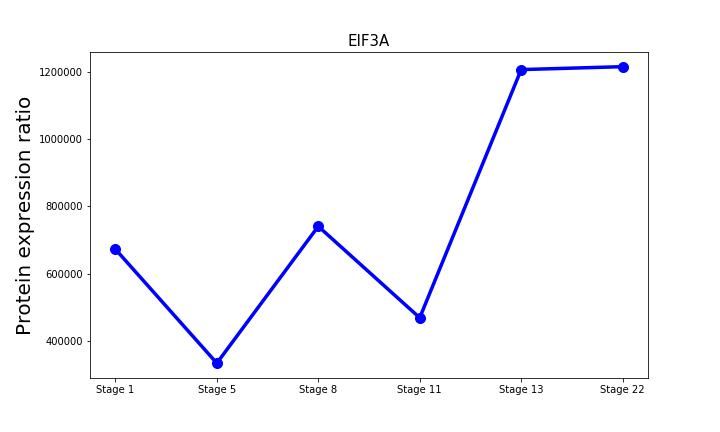 EIF3A
Protein expression ratio
1200000
1000000
800000
600000
400000
Stage 1 Stage 5 Stage 8 Stage 11 Stage 13 Stage 22